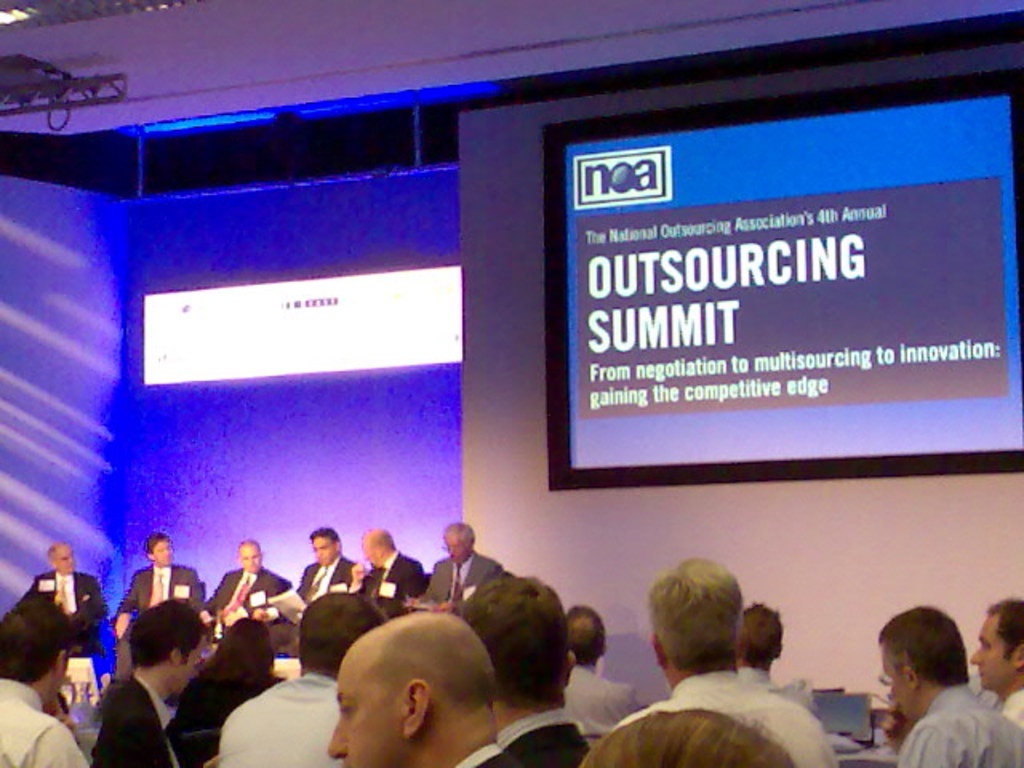 noa
The National Outsourcing Association's 4th Annual
OUTSOURCING
SUMMIT
From negotiation to multisourcing to innovation:
gaining the competitive edge